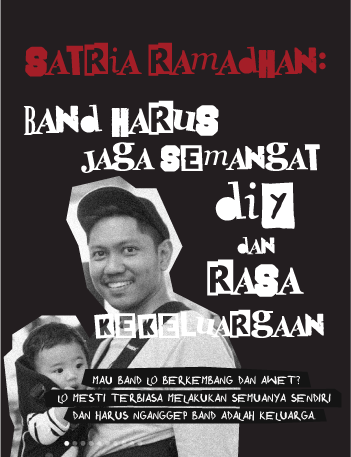 SATRIA RAMADHAN:
BAND HARUS
JAGA SEMANGAT
diY
dAN
RASA
KEKELUARGAAN
MAU BAND LO BERKEMBANG DAN AWET?
LO MESTI TERBIASA MELAKUKAN SEMUANYA SENDIRI
DAN HARUS NGANGGEP BAND ADALAH KELUARGA.